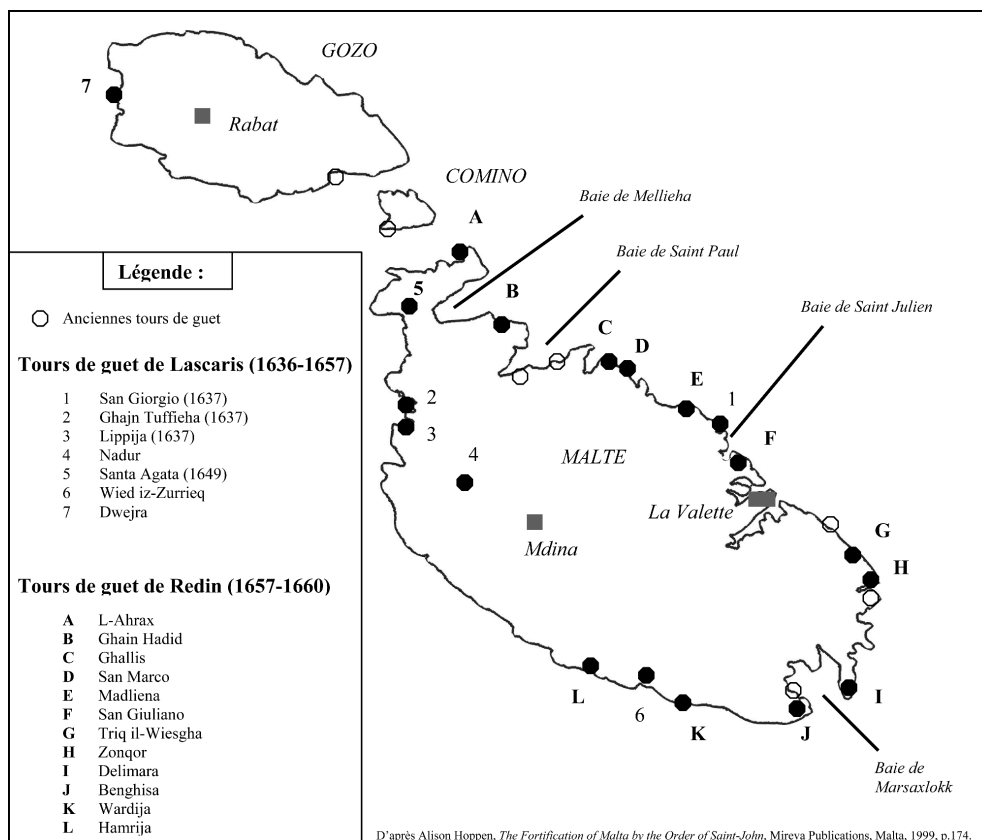 GOZO
7
Rabat
COMINO
Baie de Mellieha
A
Baie de Saint Paul
Légende :
5
B
Baie de Saint Julien
Anciennes tours de guet
C
D
Tours de guet de Lascaris (1636-1657)
E
1
1 San Giorgio (1637)
2 Ghajn Tuffieha (1637)
3 Lippija (1637)
4 Nadur
5 Santa Agata (1649)
6 Wied iz-Zurrieq
7 Dwejra
2
3
F
4
MALTE
La Valette
Mdina
G
H
Tours de guet de Redin (1657-1660)
A L-Ahrax
B Ghain Hadid
C Ghallis
D San Marco
E Madliena
F San Giuliano
G Triq il-Wiesgha
H Zonqor
I Delimara
J Benghisa
K Wardija
L Hamrija
L
6
K
J
I
Baie de
Marsaxlokk
D'après Alison Hoppen, The Fortification of Malta by the Order of Saint-John, Mireva Publications, Malta, 1999, p.174.